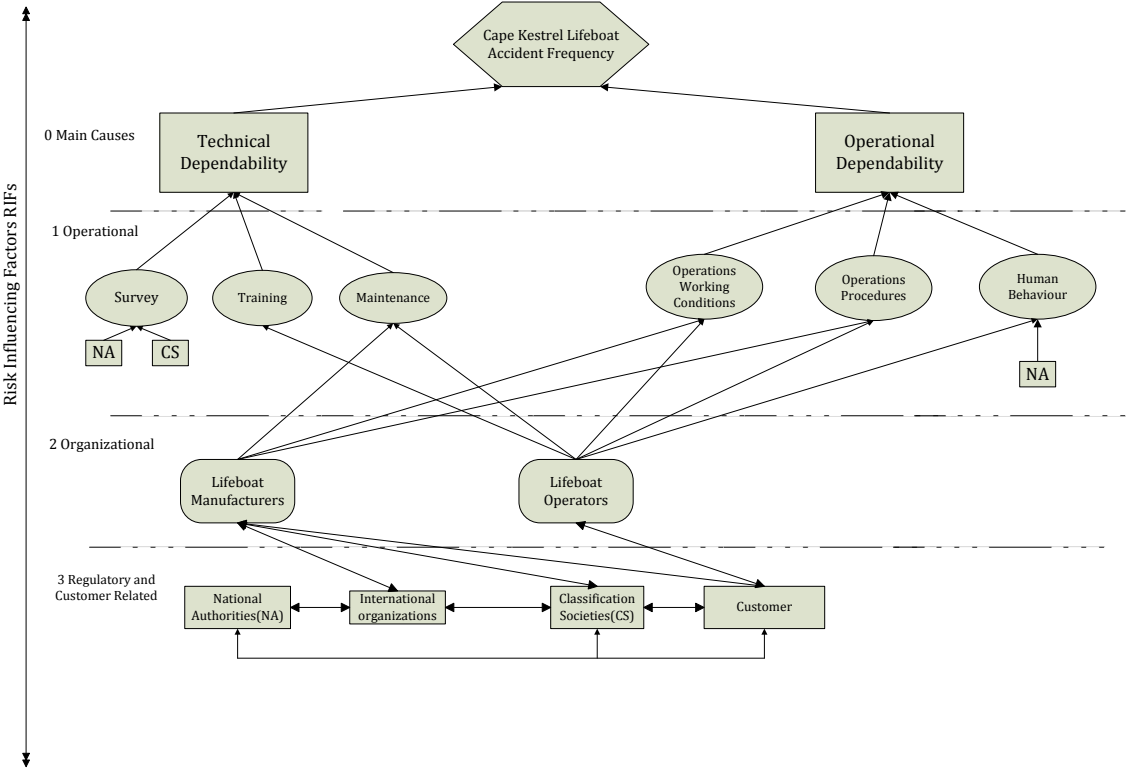 Cape Kestrel Lifeboat
Accident Frequency
0 Main Causes
Technical
Dependability
Operational
Dependability
Risk Influencing Factors RIFs
1 Operational
Survey
Training
Maintenance
Operations
Working
Conditions
Operations
Procedures
Human
Behaviour
NA
CS
NA
2 Organizational
Lifeboat
Manufacturers
Lifeboat
Operators
3 Regulatory and
Customer Related
National
Authorities(NA)
International
organizations
Classification
Societies(CS)
Customer